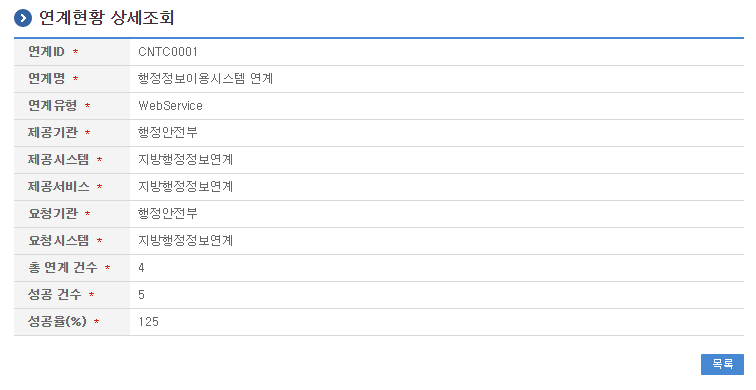 연계현황 상세조회
연계ID * CNTC0001
연계명 * 행정정보이용시스템 연계
연계유형 * WebService
제공기관 * 행정안전부
제공시스템 * 지방행정정보연계
제공서비스 * 지방행정정보연계
요청기관 * 행정안전부
요청시스템 * 지방행정정보연계
총 연계 건수 * 4
성공 건수 * 5
성공율(%) * 125
목록